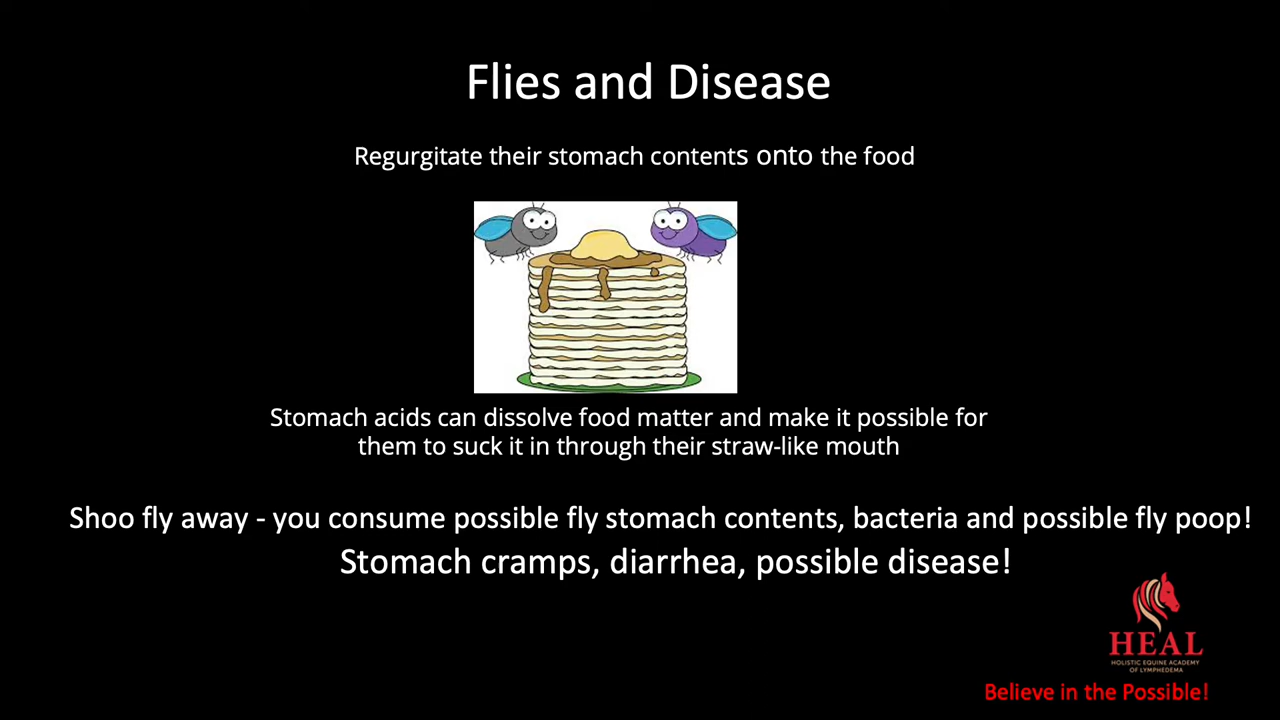 Flies and Disease
Regurgitate their stomach contents onto the food
Stomach acids can dissolve food matter and make it possible for
them to suck it in through their straw-like mouth
Shoo fly away - you consume possible fly stomach contents, bacteria and possible fly poop!
Stomach cramps, diarrhea, possible disease!
HEAL
HOLISTIC EQUINE ACADEMY
OF LYMPHEDEMA
Believe in the Possible!